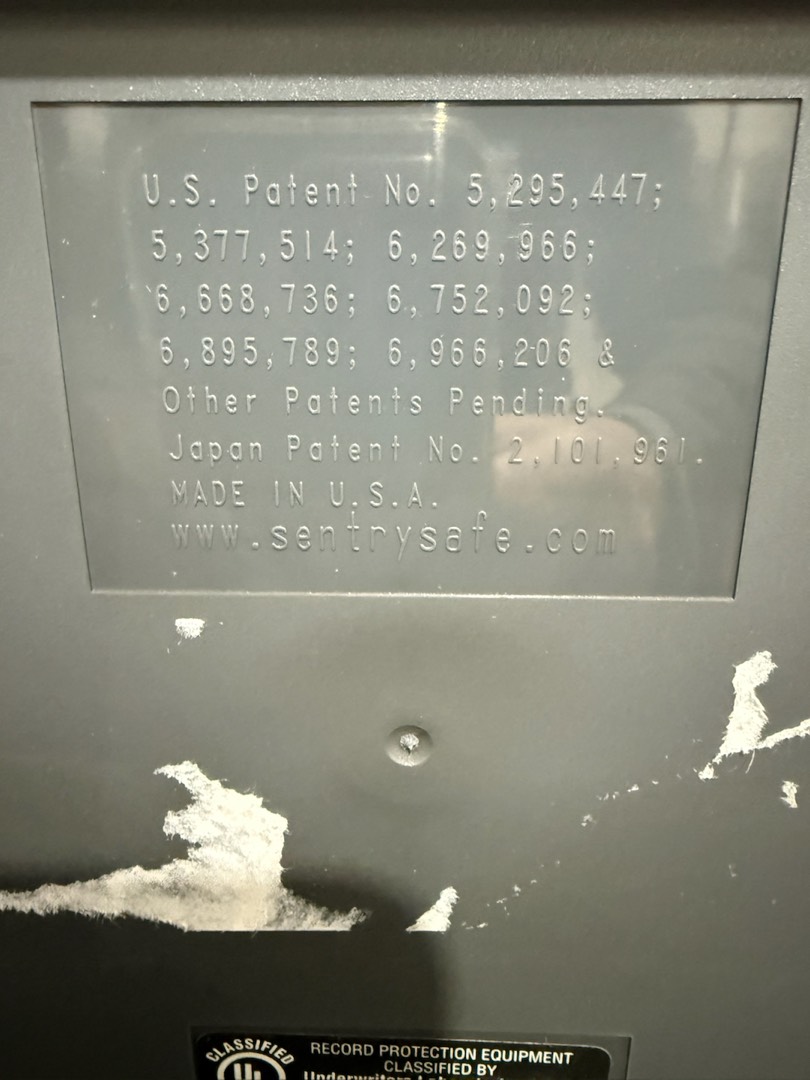 U.S. Patent No. 5,295,447;
5,377,514; 6,269,966;
6,668,736; 6,752,092;
6,895,789; 6,966,206 &
Other Patents Pending.
Japan Patent No. 2,101,961.
MADE IN U.S.A.
www.sentrysafe.com
CLASSIFIED
UL
RECORD PROTECTION EQUIPMENT
CLASSIFIED BY
Underwriters